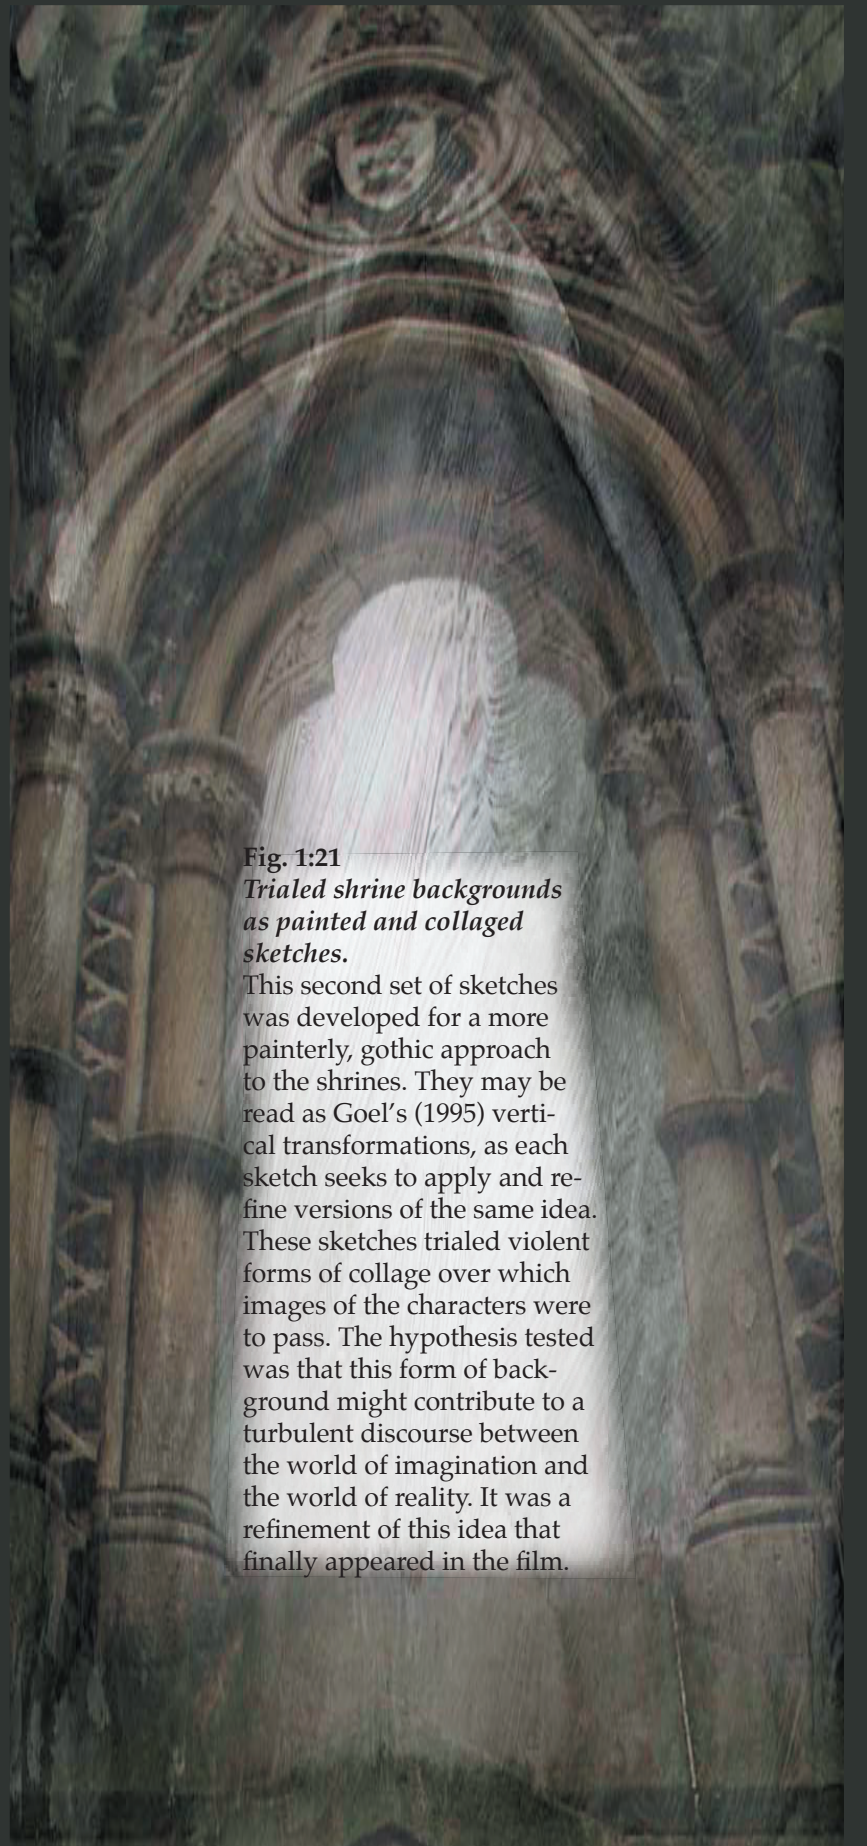 Fig. 1:21
Trialed shrine backgrounds
as painted and collaged
sketches.
This second set of sketches
was developed for a more
painterly, gothic approach
to the shrines. They may be
read as Goel’s (1995) verti-
cal transformations, as each
sketch seeks to apply and re-
fine versions of the same idea.
These sketches trialed violent
forms of collage over which
images of the characters were
to pass. The hypothesis tested
was that this form of back-
ground might contribute to a
turbulent discourse between
the world of imagination and
the world of reality. It was a
refinement of this idea that
finally appeared in the film.